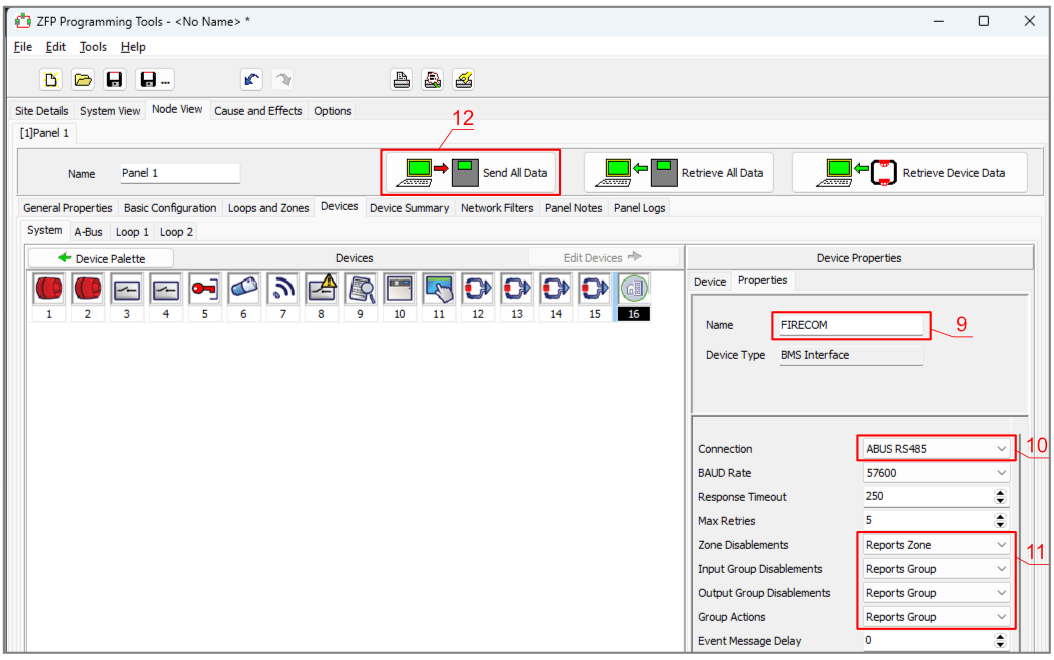 ZFP Programming Tools - <No Name> *
File Edit Tools Help
Site Details System View Node View Cause and Effects Options
12
[1]Panel 1
Name Panel 1 Send All Data Retrieve All Data Retrieve Device Data
General Properties Basic Configuration Loops and Zones Devices Device Summary Network Filters Panel Notes Panel Logs
System A-Bus Loop 1 Loop 2
Device Palette Devices Edit Devices Device Properties
Device Properties
1 2 3 4 5 6 7 8 9 10 11 12 13 14 15 16
Name FIRECOM 9
Device Type BMS Interface
Connection ABUS RS485 10
BAUD Rate 57600
Response Timeout 250
Max Retries 5
Zone Disablements Reports Zone 11
Input Group Disablements Reports Group
Output Group Disablements Reports Group
Group Actions Reports Group
Event Message Delay 0